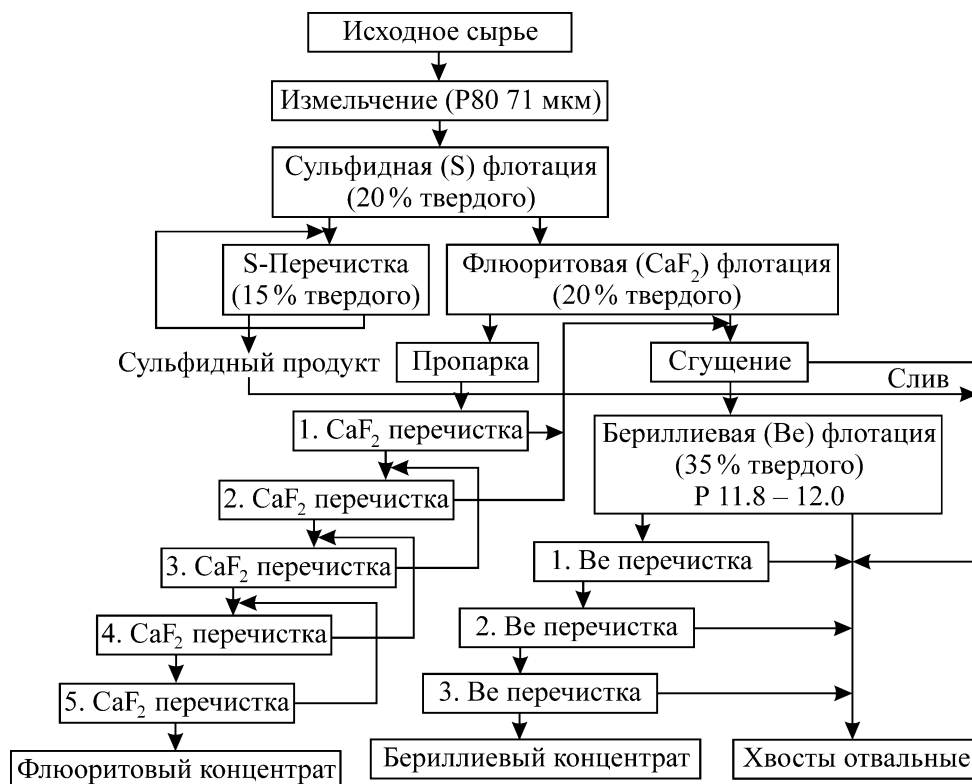 Исходное сырье
Измельчение (P80 71 мкм)
Сульфидная (S) флотация
(20 % твердого)
S-Перечистка
(15 % твердого)
Флюоритовая (CaF₂) флотация
(20 % твердого)
Сульфидный продукт
Пропарка
Сгущение
Слив
1. CaF₂ перечистка
Бериллиевая (Be) флотация
(35 % твердого)
P 11.8 – 12.0
2. CaF₂ перечистка
3. CaF₂ перечистка
1. Be перечистка
4. CaF₂ перечистка
2. Be перечистка
5. CaF₂ перечистка
3. Be перечистка
Флюоритовый концентрат
Бериллиевый концентрат
Хвосты отвальные